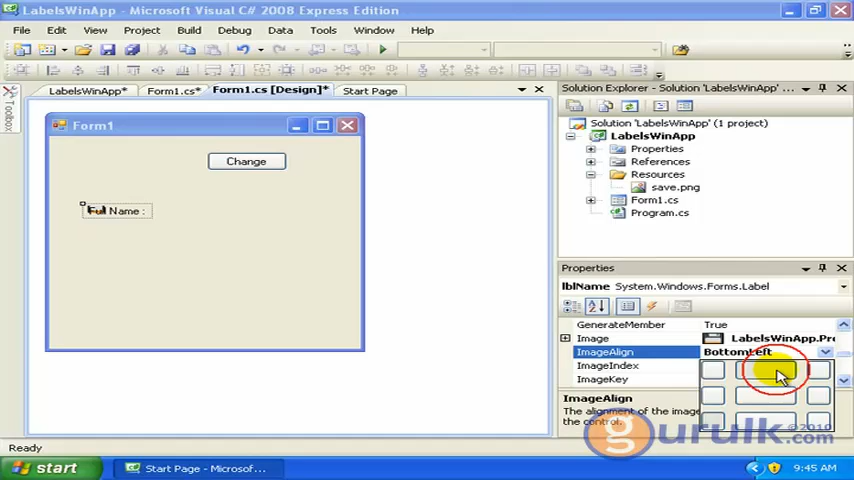 LabelsWinApp - Microsoft Visual C# 2008 Express Edition
File Edit View Project Build Debug Data Tools Window Help
LabelsWinApp* Form1.cs* Form1.cs [Design]* Start Page
Toolbox
Form1
Change
Name :
Solution Explorer - Solution 'LabelsWinApp' ...
Solution 'LabelsWinApp' (1 project)
LabelsWinApp
Properties
References
Resources
save.png
Form1.cs
Program.cs
Properties
lblName System.Windows.Forms.Label
GenerateMember True
Image LabelsWinApp.Pro
ImageAlign BottomLeft
ImageIndex
ImageKey
ImageAlign
The alignment of the image
the control.
gurulk.com
©2010
Ready
start Start Page - Microsof... 9:45 AM